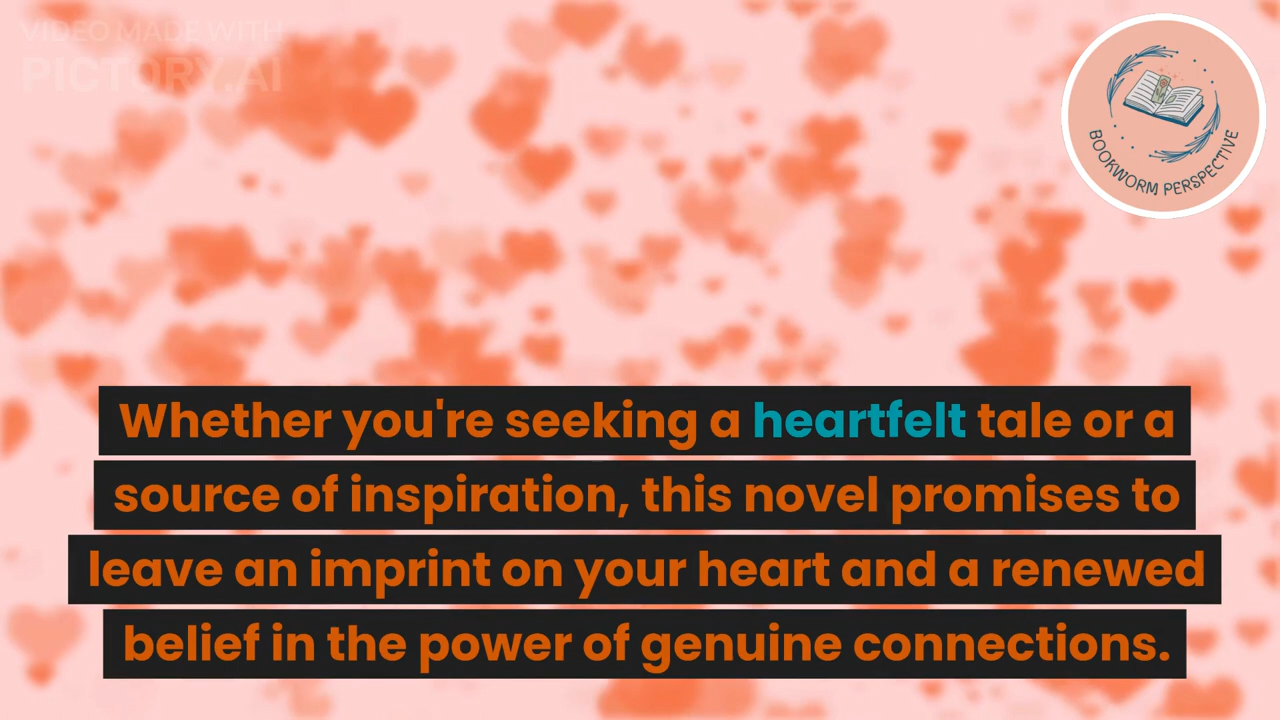 VIDEO MADE WITH
PICTORY.AI
BOOKWORM PERSPECTIVE
Whether you're seeking a heartfelt tale or a
source of inspiration, this novel promises to
leave an imprint on your heart and a renewed
belief in the power of genuine connections.